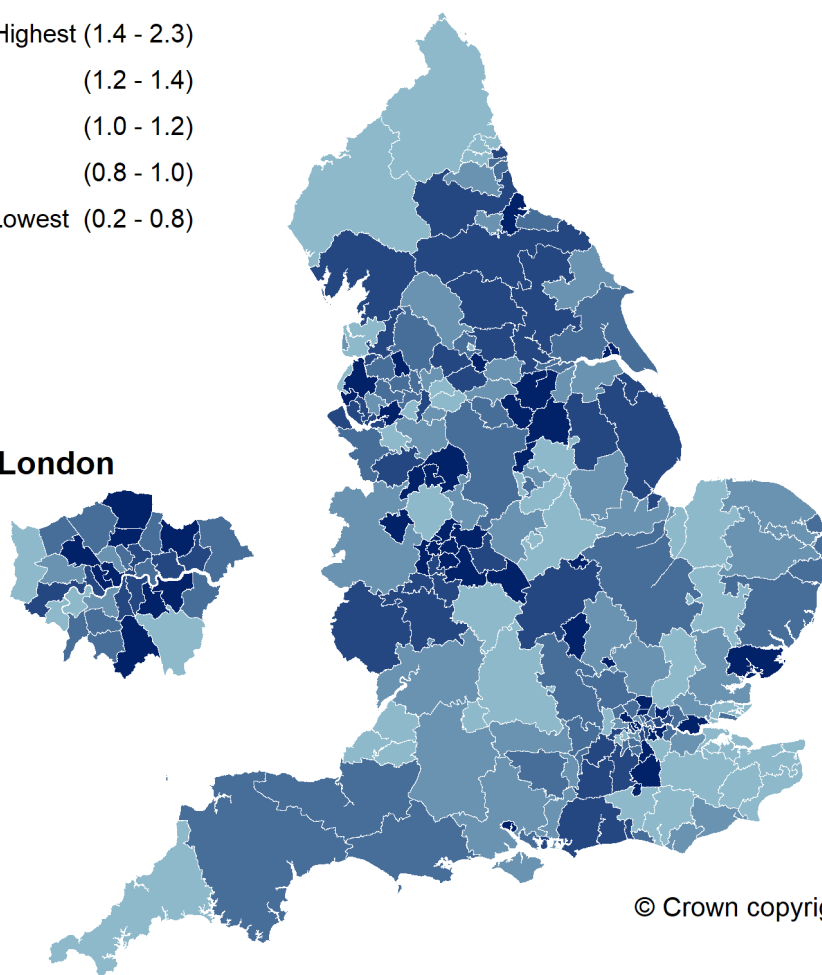 Highest (1.4 - 2.3)
(1.2 - 1.4)
(1.0 - 1.2)
(0.8 - 1.0)
Lowest (0.2 - 0.8)
London
© Crown copyrig